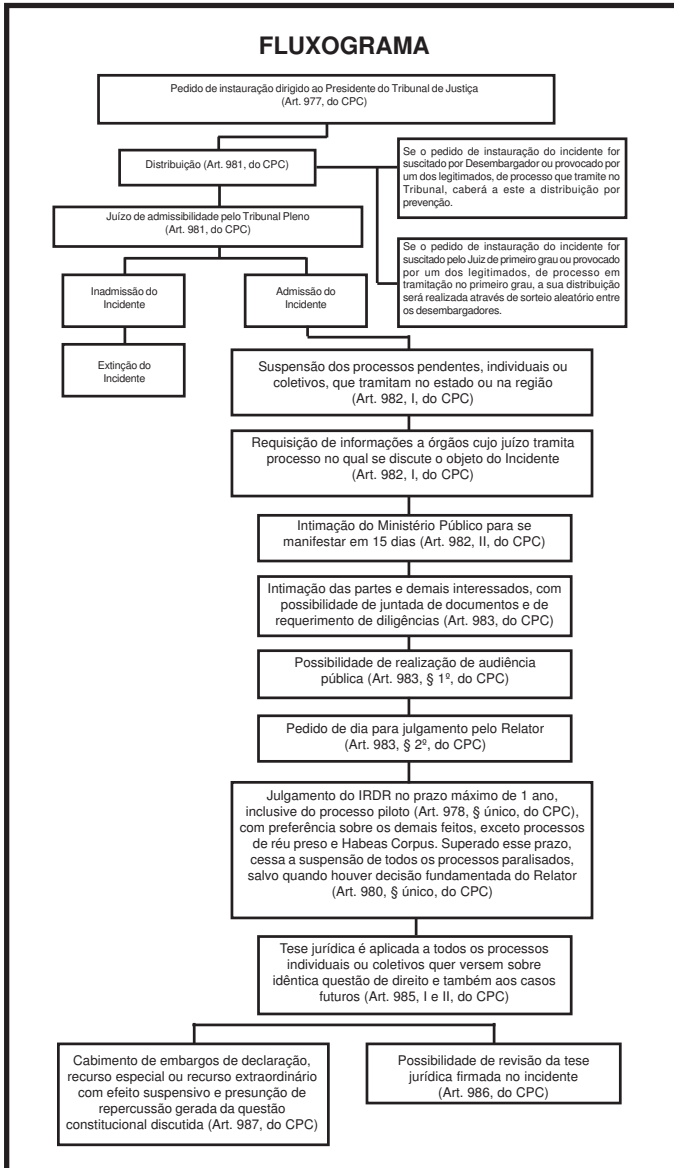 FLUXOGRAMA
Pedido de instauração dirigido ao Presidente do Tribunal de Justiça
(Art. 977, do CPC)
Distribuição (Art. 981, do CPC)
Se o pedido de instauração do incidente for
suscitado por Desembargador ou provocado por
um dos legitimados, de processo que tramite no
Tribunal, caberá a este a distribuição por
prevenção.
Juízo de admissibilidade pelo Tribunal Pleno
(Art. 981, do CPC)
Se o pedido de instauração do incidente for
suscitado pelo Juiz de primeiro grau ou provocado
por um dos legitimados, de processo em
tramitação no primeiro grau, a sua distribuição
será realizada através de sorteio aleatório entre
os desembargadores.
Inadmissão do
Incidente
Admissão do
Incidente
Extinção do
Incidente
Suspensão dos processos pendentes, individuais ou
coletivos, que tramitam no estado ou na região
(Art. 982, I, do CPC)
Requisição de informações a órgãos cujo juízo tramita
processo no qual se discute o objeto do Incidente
(Art. 982, I, do CPC)
Intimação do Ministério Público para se
manifestar em 15 dias (Art. 982, II, do CPC)
Intimação das partes e demais interessados, com
possibilidade de juntada de documentos e de
requerimento de diligências (Art. 983, do CPC)
Possibilidade de realização de audiência
pública (Art. 983, § 1º, do CPC)
Pedido de dia para julgamento pelo Relator
(Art. 983, § 2º, do CPC)
Julgamento do IRDR no prazo máximo de 1 ano,
inclusive do processo piloto (Art. 978, § único, do CPC),
com preferência sobre os demais feitos, exceto processos
de réu preso e Habeas Corpus. Superado esse prazo,
cessa a suspensão de todos os processos paralisados,
salvo quando houver decisão fundamentada do Relator
(Art. 980, § único, do CPC)
Tese jurídica é aplicada a todos os processos
individuais ou coletivos quer versem sobre
idêntica questão de direito e também aos casos
futuros (Art. 985, I e II, do CPC)
Cabimento de embargos de declaração,
recurso especial ou recurso extraordinário
com efeito suspensivo e presunção de
repercussão gerada da questão
constitucional discutida (Art. 987, do CPC)
Possibilidade de revisão da tese
jurídica firmada no incidente
(Art. 986, do CPC)